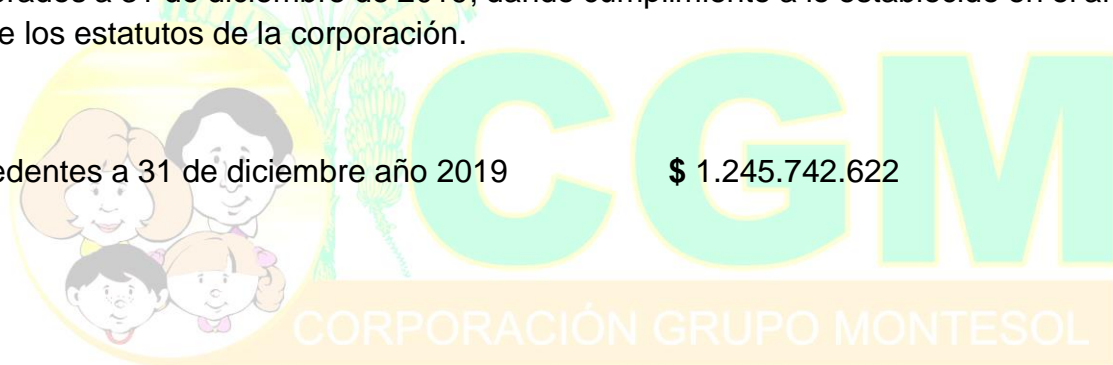 e los estatutos de la corporación.
edentes a 31 de diciembre año 2019 $ 1.245.742.622
CGM
CORPORACIÓN GRUPO MONTESOL